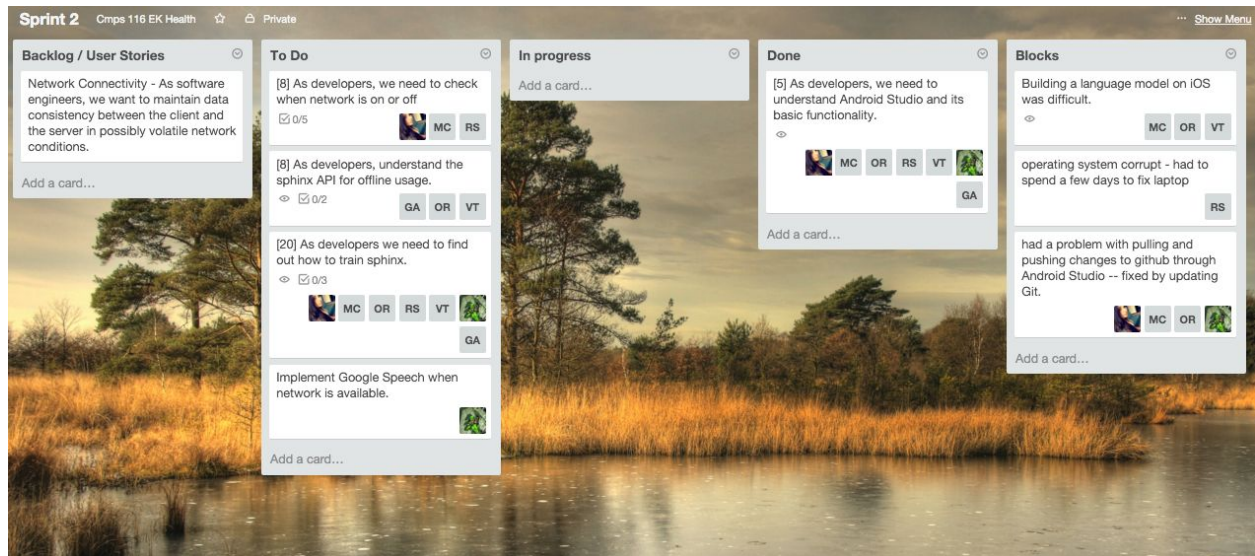 Sprint 2 Cmps 116 EK Health Private ... Show Menu
Backlog / User Stories
Network Connectivity - As software
engineers, we want to maintain data
consistency between the client and
the server in possibly volatile network
conditions.
Add a card...
To Do
[8] As developers, we need to check
when network is on or off
0/5 MC RS
[8] As developers, understand the
sphinx API for offline usage.
0/2 GA OR VT
[20] As developers we need to find
out how to train sphinx.
0/3
MC OR RS VT
GA
Implement Google Speech when
network is available.
Add a card...
In progress
Add a card...
Done
[5] As developers, we need to
understand Android Studio and its
basic functionality.
MC OR RS VT
GA
Add a card...
Blocks
Building a language model on iOS
was difficult.
MC OR VT
operating system corrupt - had to
spend a few days to fix laptop
RS
had a problem with pulling and
pushing changes to github through
Android Studio -- fixed by updating
Git.
MC OR
Add a card...